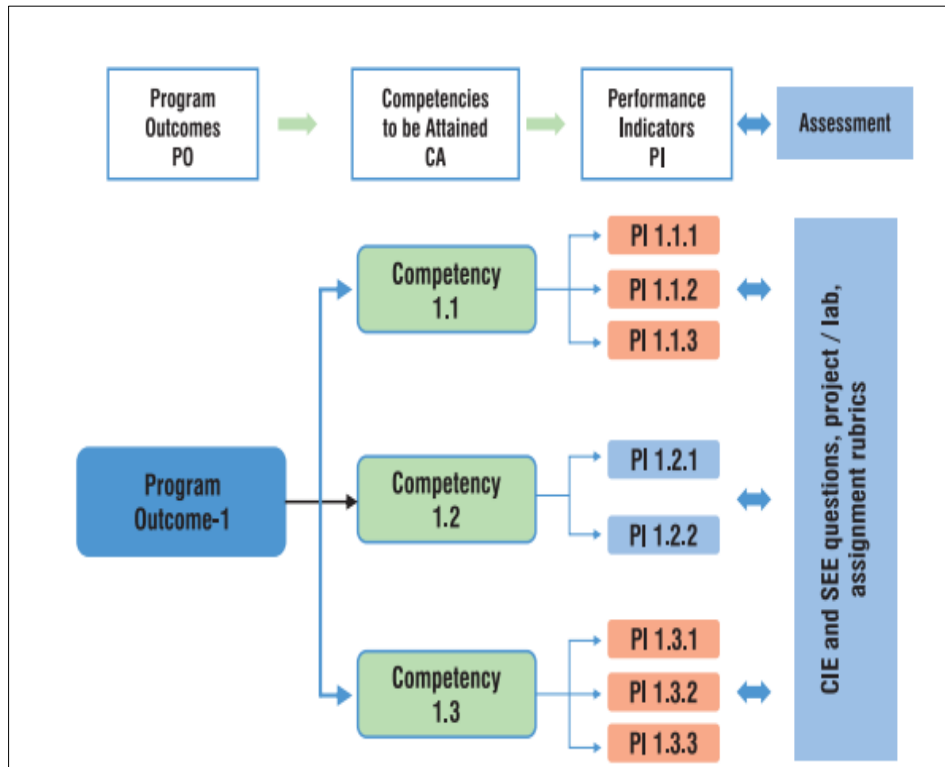 Program
Outcomes
PO
Competencies
to be Attained
CA
Performance
Indicators
PI
Assessment
Program
Outcome-1
Competency
1.1
PI 1.1.1
PI 1.1.2
PI 1.1.3
Competency
1.2
PI 1.2.1
PI 1.2.2
Competency
1.3
PI 1.3.1
PI 1.3.2
PI 1.3.3
CIE and SEE questions, project / lab,
assignment rubrics